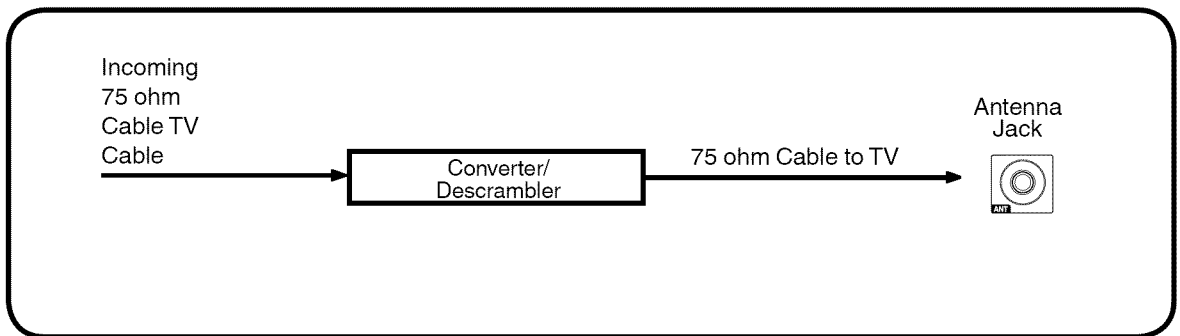 Incoming
75 ohm
Cable TV
Cable
Converter/
Descrambler
75 ohm Cable to TV
Antenna
Jack
ANT